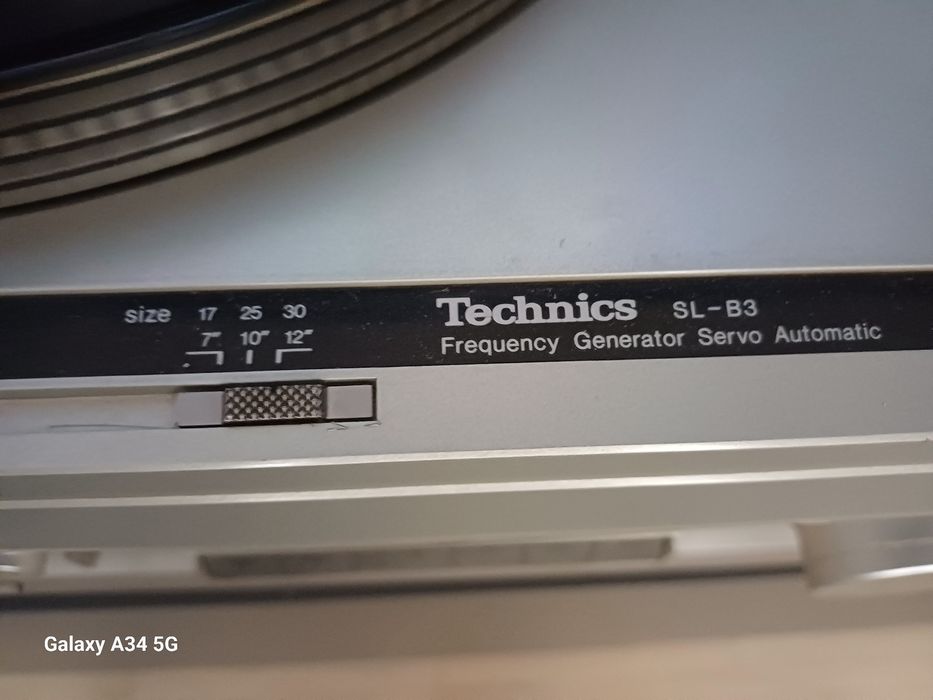 size 17 25 30
7" 10" 12"
Technics SL-B3
Frequency Generator Servo Automatic
Galaxy A34 5G